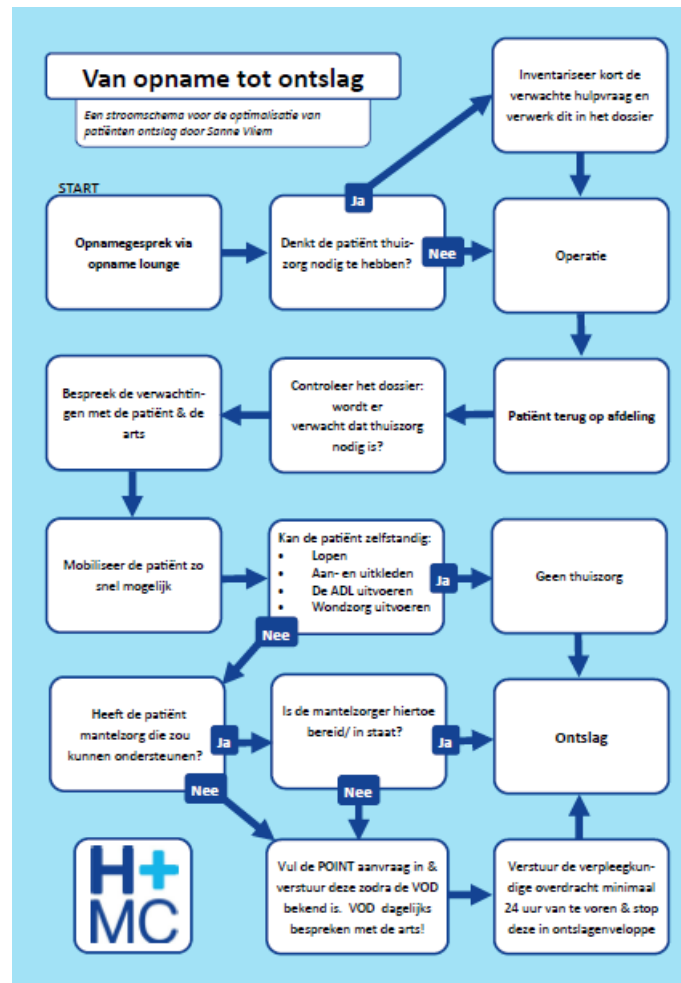 Van opname tot ontslag
Een stroomschema voor de optimalisatie van
patiënten ontslag door Sanne Vliem
START
Opnamegesprek via
opname lounge
Denkt de patiënt thuis-
zorg nodig te hebben?
Ja
Nee
Inventariseer kort de
verwachte hulpvraag en
verwerk dit in het dossier
Operatie
Patiënt terug op afdeling
Controleer het dossier:
wordt er
verwacht dat thuiszorg
nodig is?
Bespreek de verwachtin-
gen met de patiënt & de
arts
Mobiliseer de patiënt zo
snel mogelijk
Kan de patiënt zelfstandig:
• Lopen
• Aan- en uitkleden
• De ADL uitvoeren
• Wondzorg uitvoeren
Ja
Nee
Geen thuiszorg
Heeft de patiënt
mantelzorg die zou
kunnen ondersteunen?
Ja
Nee
Is de mantelzorger hiertoe
bereid/ in staat?
Ja
Nee
Ontslag
Vul de POINT aanvraag in &
verstuur deze zodra de VOD
bekend is. VOD dagelijks
bespreken met de arts!
Verstuur de verpleegkun-
dige overdracht minimaal
24 uur van te voren & stop
deze in ontslagenveloppe
H+
MC